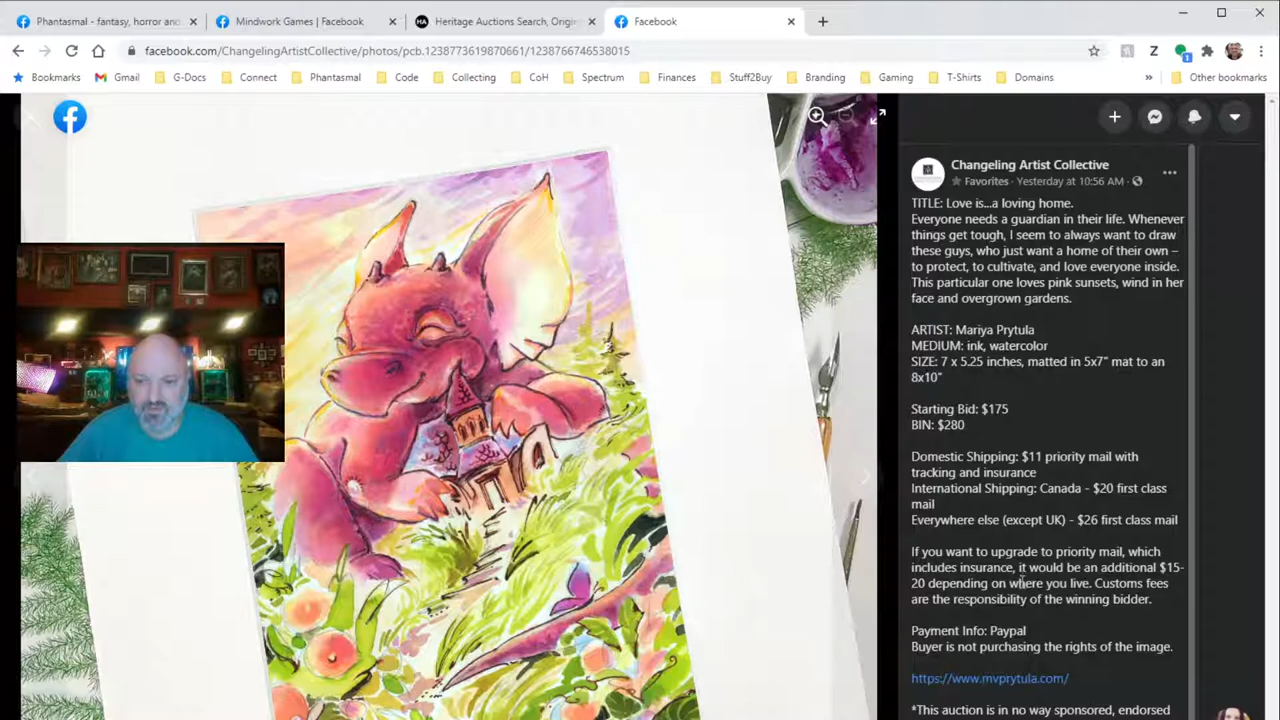 Phantasmal - fantasy, horror and
Mindwork Games | Facebook
HA Heritage Auctions Search, Origin
Facebook
facebook.com/ChangelingArtistCollective/photos/pcb.1238773619870661/1238766746538015
Bookmarks Gmail G-Docs Connect Phantasmal Code Collecting CoH Spectrum Finances Stuff2Buy Branding Gaming T-Shirts Domains » Other bookmarks
Changeling Artist Collective
Favorites · Yesterday at 10:56 AM ·
TITLE: Love is...a loving home.
Everyone needs a guardian in their life. Whenever
things get tough, I seem to always want to draw
these guys, who just want a home of their own –
to protect, to cultivate, and love everyone inside.
This particular one loves pink sunsets, wind in her
face and overgrown gardens.
ARTIST: Mariya Prytula
MEDIUM: ink, watercolor
SIZE: 7 x 5.25 inches, matted in 5x7" mat to an
8x10"
Starting Bid: $175
BIN: $280
Domestic Shipping: $11 priority mail with
tracking and insurance
International Shipping: Canada - $20 first class
mail
Everywhere else (except UK) - $26 first class mail
If you want to upgrade to priority mail, which
includes insurance, it would be an additional $15-
20 depending on where you live. Customs fees
are the responsibility of the winning bidder.
Payment Info: Paypal
Buyer is not purchasing the rights of the image.
https://www.mvprytula.com/
*This auction is in no way sponsored, endorsed